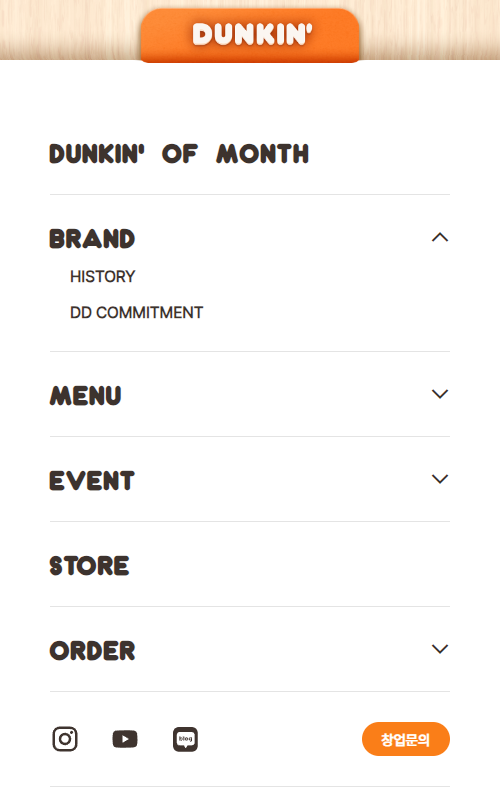 DUNKIN'
DUNKIN' OF MONTH
BRAND
HISTORY
DD COMMITMENT
MENU
EVENT
STORE
ORDER
blog
창업문의